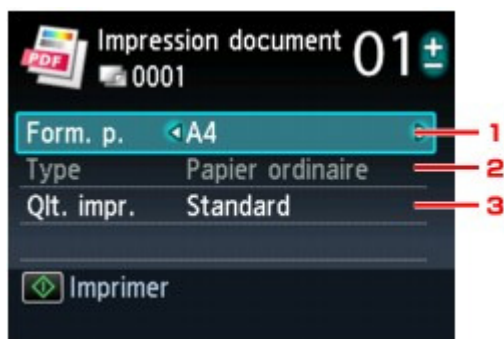 PDF Impression document 01 ±
0001
Form. p. A4 1
Type Papier ordinaire 2
Qlt. impr. Standard 3
Imprimer